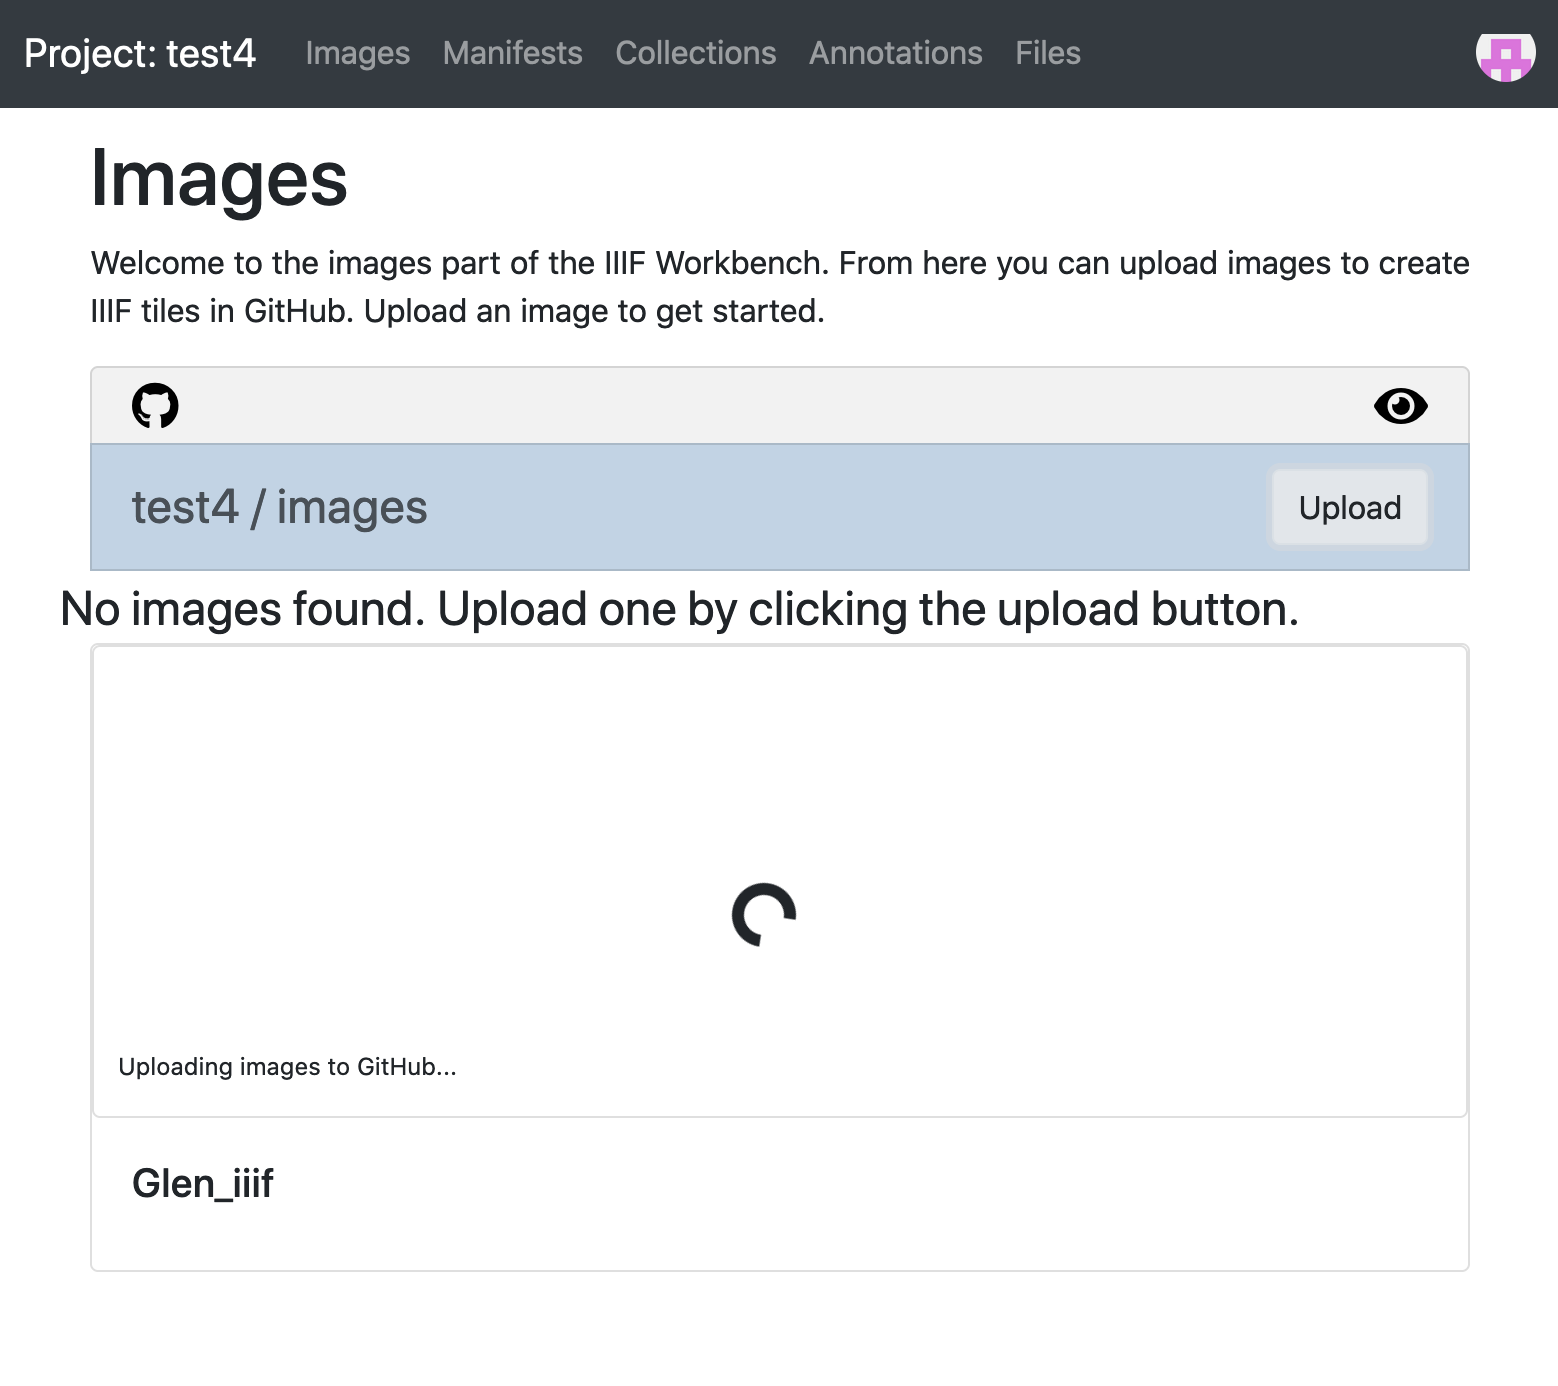 Project: test4 Images Manifests Collections Annotations Files
Images
Welcome to the images part of the IIIF Workbench. From here you can upload images to create
IIIF tiles in GitHub. Upload an image to get started.
test4 / images Upload
No images found. Upload one by clicking the upload button.
Uploading images to GitHub...
Glen_iiif